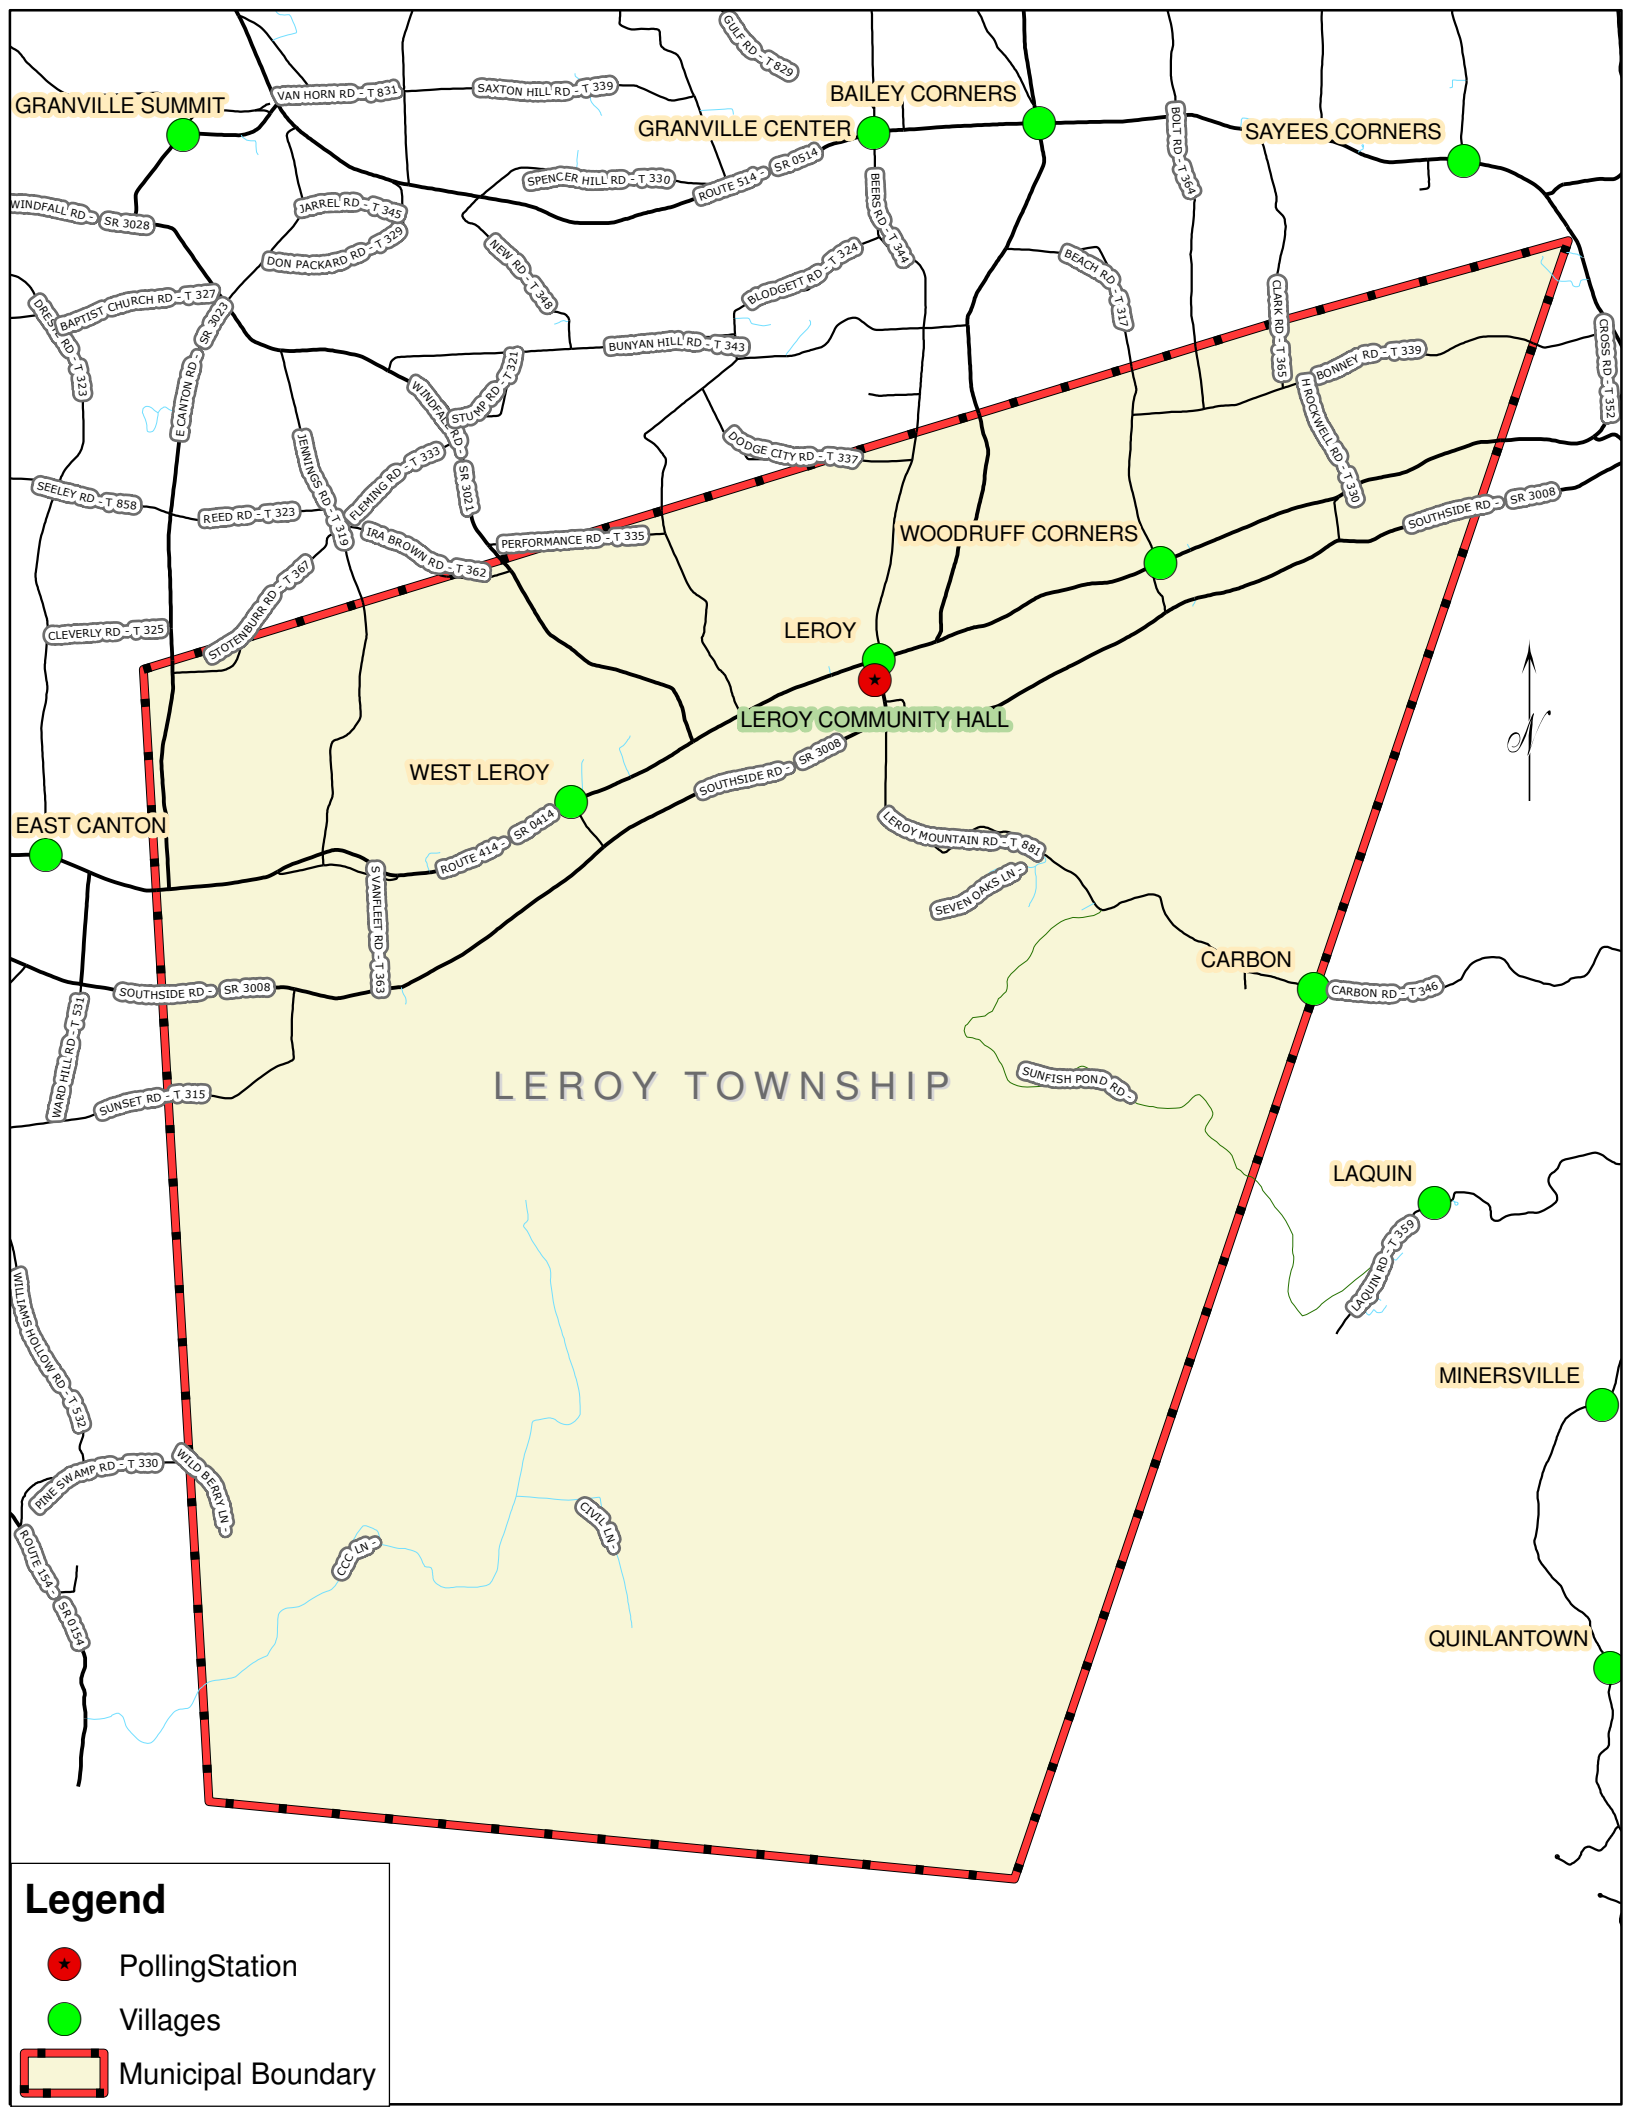 GULF RD - T 829
VAN HORN RD - T 831
SAXTON HILL RD - T 339
GRANVILLE SUMMIT
BAILEY CORNERS
GRANVILLE CENTER
SAYEES CORNERS
BOLT RD - T 364
SPENCER HILL RD - T 330
ROUTE 514 - SR 0514
WINDFALL RD - SR 3028
JARREL RD - T 345
DON PACKARD RD - T 329
NEW RD - T 348
BEERS RD - T 344
BLODGETT RD - T 324
BEACH RD - T 317
CLARK RD - T 365
CROSS RD - T 352
BAPTIST CHURCH RD - T 327
RD - T 323
E CANTON RD - SR 3023
BUNYAN HILL RD - T 343
BONNEY RD - T 339
STUMP RD - T 321
WINDFALL RD - SR 3021
H ROCKWELL RD - T 330
DODGE CITY RD - T 337
JENNINGS RD - T 319
FLEMING RD - T 333
SEELEY RD - T 858
REED RD - T 323
IRA BROWN RD - T 362
PERFORMANCE RD - T 335
SOUTHSIDE RD - SR 3008
WOODRUFF CORNERS
STOTENBURR RD - T 367
CLEVERLY RD - T 325
LEROY
LEROY COMMUNITY HALL
N
WEST LEROY
SOUTHSIDE RD - SR 3008
EAST CANTON
ROUTE 414 - SR 0414
LEROY MOUNTAIN RD - T 881
SEVEN OAKS LN -
S VANFLEET RD - T 363
CARBON
CARBON RD - T 346
SOUTHSIDE RD - SR 3008
WARD HILL RD - T 531
SUNSET RD - T 315
LEROY TOWNSHIP
SUNFISH POND RD -
LAQUIN
LAQUIN RD - T 359
WILLIAMS HOLLOW RD - T 532
MINERSVILLE
PINE SWAMP RD - T 330
WILD BERRY LN -
CCC LN -
CIVIL LN -
ROUTE 154 - SR 0154
QUINLANTOWN
Legend
PollingStation
Villages
Municipal Boundary